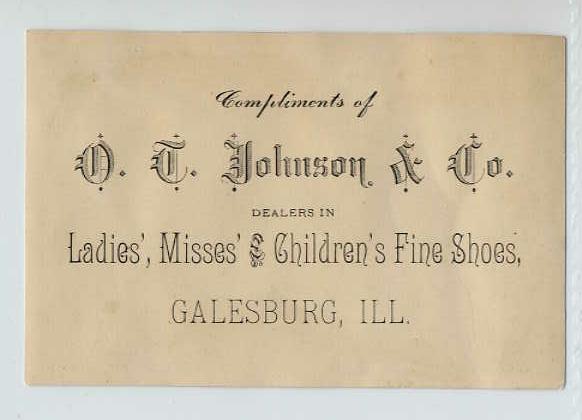 Compliments of
O. T. Johnson & Co.
DEALERS IN
Ladies', Misses' & Children's Fine Shoes,
GALESBURG, ILL.